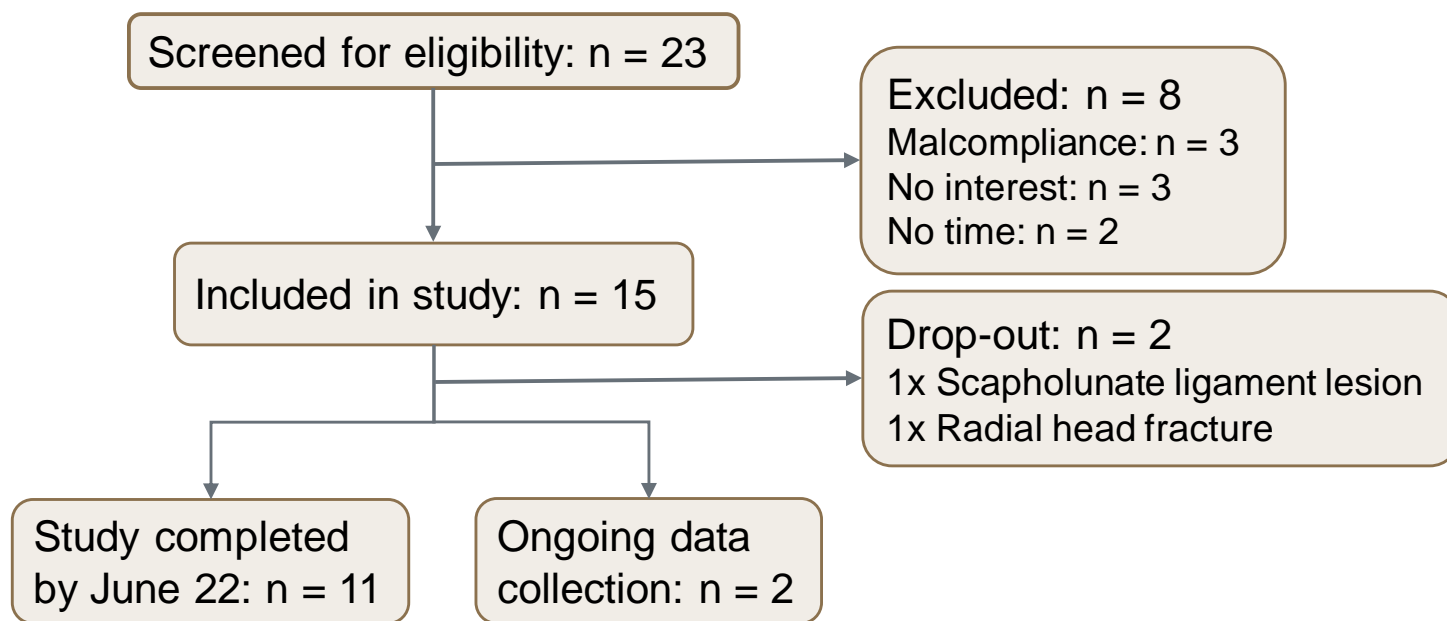 Screened for eligibility: n = 23
Excluded: n = 8
Malcompliance: n = 3
No interest: n = 3
No time: n = 2
Included in study: n = 15
Drop-out: n = 2
1x Scapholunate ligament lesion
1x Radial head fracture
Study completed
by June 22: n = 11
Ongoing data
collection: n = 2